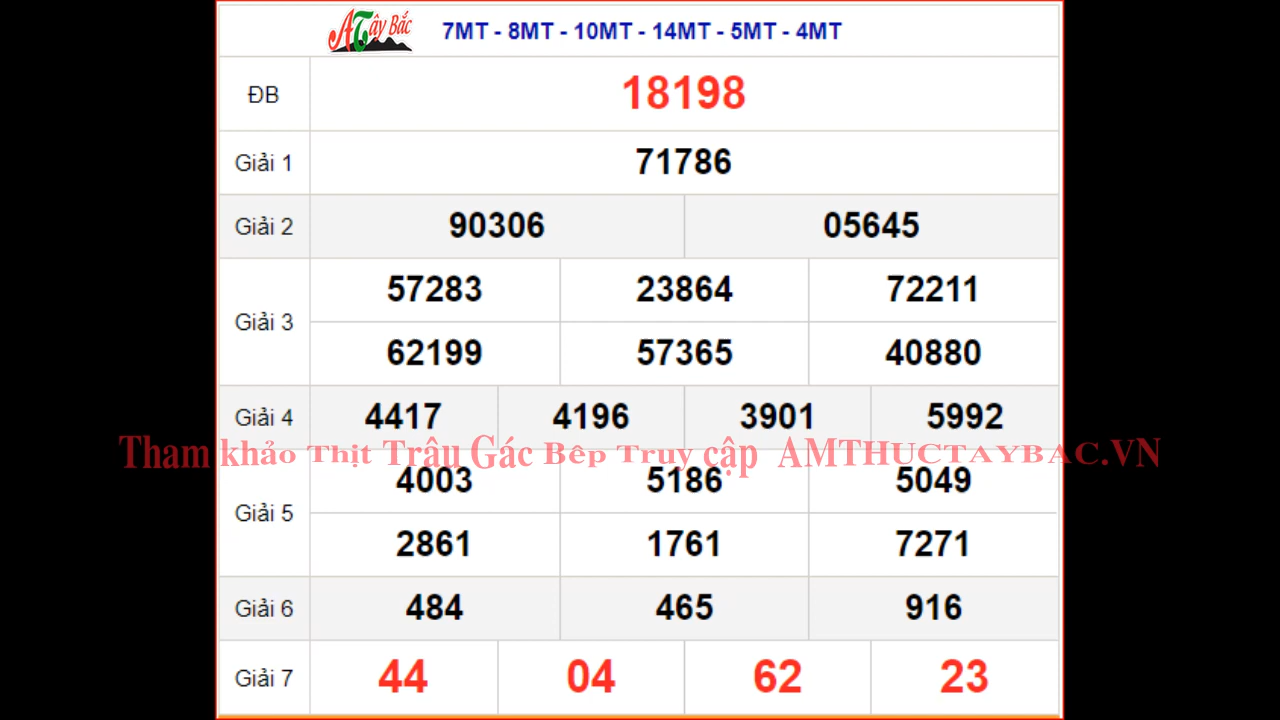 ATây Bắc 7MT - 8MT - 10MT - 14MT - 5MT - 4MT
ĐB 18198
Giải 1 71786
Giải 2 90306 05645
Giải 3 57283 23864 72211
62199 57365 40880
Giải 4 4417 4196 3901 5992
Tham khảo Thịt Trâu Gác Bếp Truy cập AMTHUCTAYBAC.VN
Giải 5 4003 5186 5049
2861 1761 7271
Giải 6 484 465 916
Giải 7 44 04 62 23